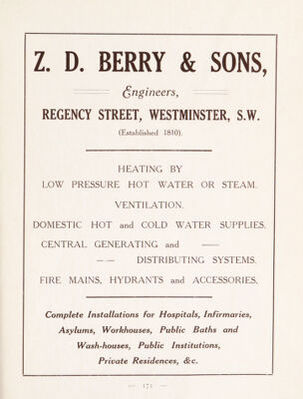 Z. D. BERRY & SONS,
Engineers,
REGENCY STREET, WESTMINSTER, S.W.
(Established 1810).
HEATING BY
LOW PRESSURE HOT WATER OR STEAM.
VENTILATION.
DOMESTIC HOT and COLD WATER SUPPLIES.
CENTRAL GENERATING and ——
—— DISTRIBUTING SYSTEMS.
FIRE MAINS, HYDRANTS and ACCESSORIES.
Complete Installations for Hospitals, Infirmaries,
Asylums, Workhouses, Public Baths and
Wash-houses, Public Institutions,
Private Residences, &c.